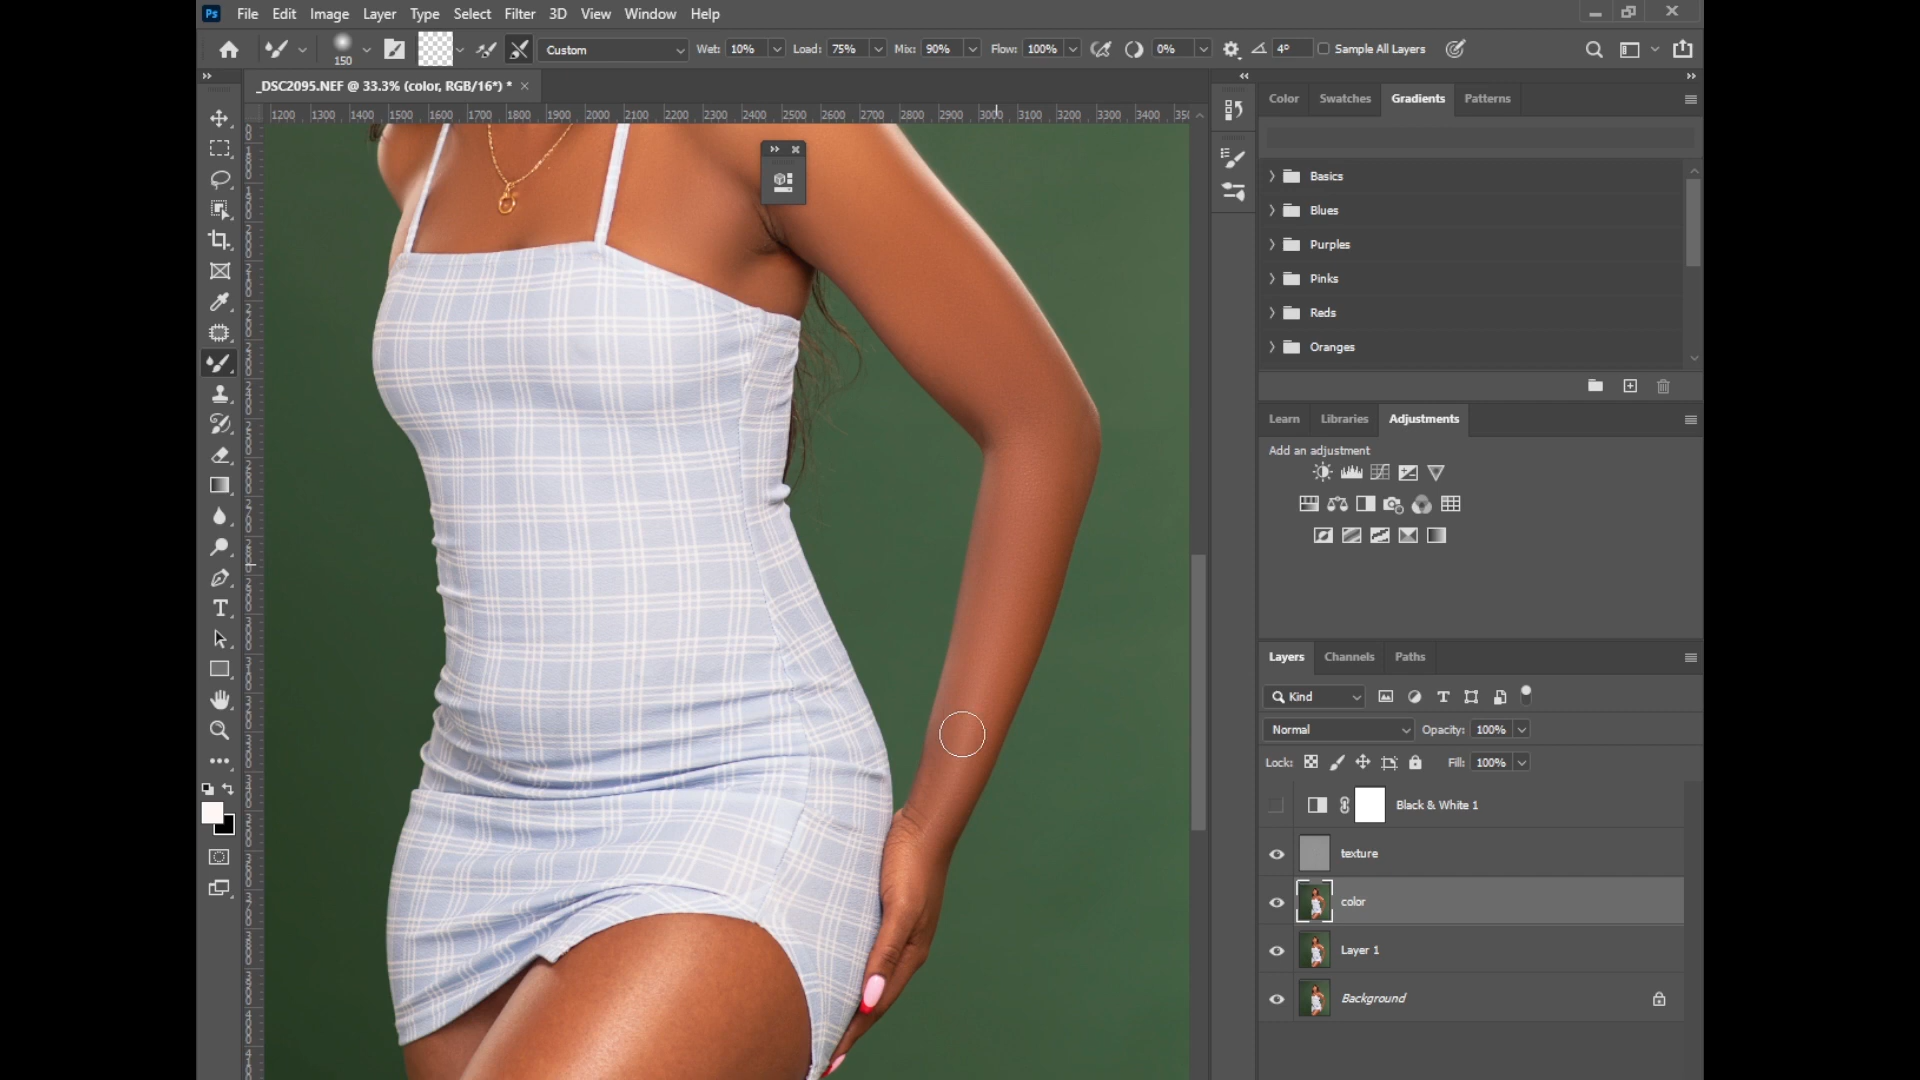 Ps File Edit Image Layer Type Select Filter 3D View Window Help
150 Custom Wet: 10% Load: 75% Mix: 90% Flow: 100% 0% 4° Sample All Layers
_DSC2095.NEF @ 33.3% (color, RGB/16*) * ×
1200 1300 1400 1500 1600 1700 1800 1900 2000 2100 2200 2300 2400 2500 2600 2700 2800 2900 3000 3100 3200 3300 3400
Color Swatches Gradients Patterns
Basics
Blues
Purples
Pinks
Reds
Oranges
Learn Libraries Adjustments
Add an adjustment
Layers Channels Paths
Kind
Normal Opacity: 100%
Lock: Fill: 100%
Black & White 1
texture
color
Layer 1
Background